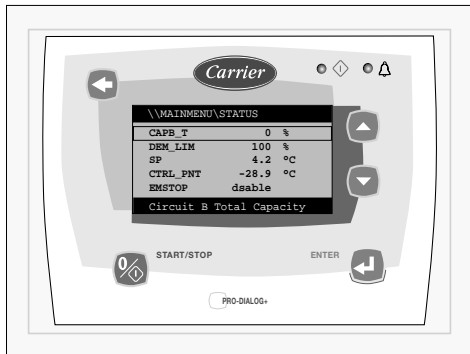 Carrier
\\MAINMENU\STATUS
CAPB_T 0 %
DEM_LIM 100 %
SP 4.2 °C
CTRL_PNT -28.9 °C
EMSTOP dsable
Circuit B Total Capacity
START/STOP
ENTER
PRO-DIALOG+